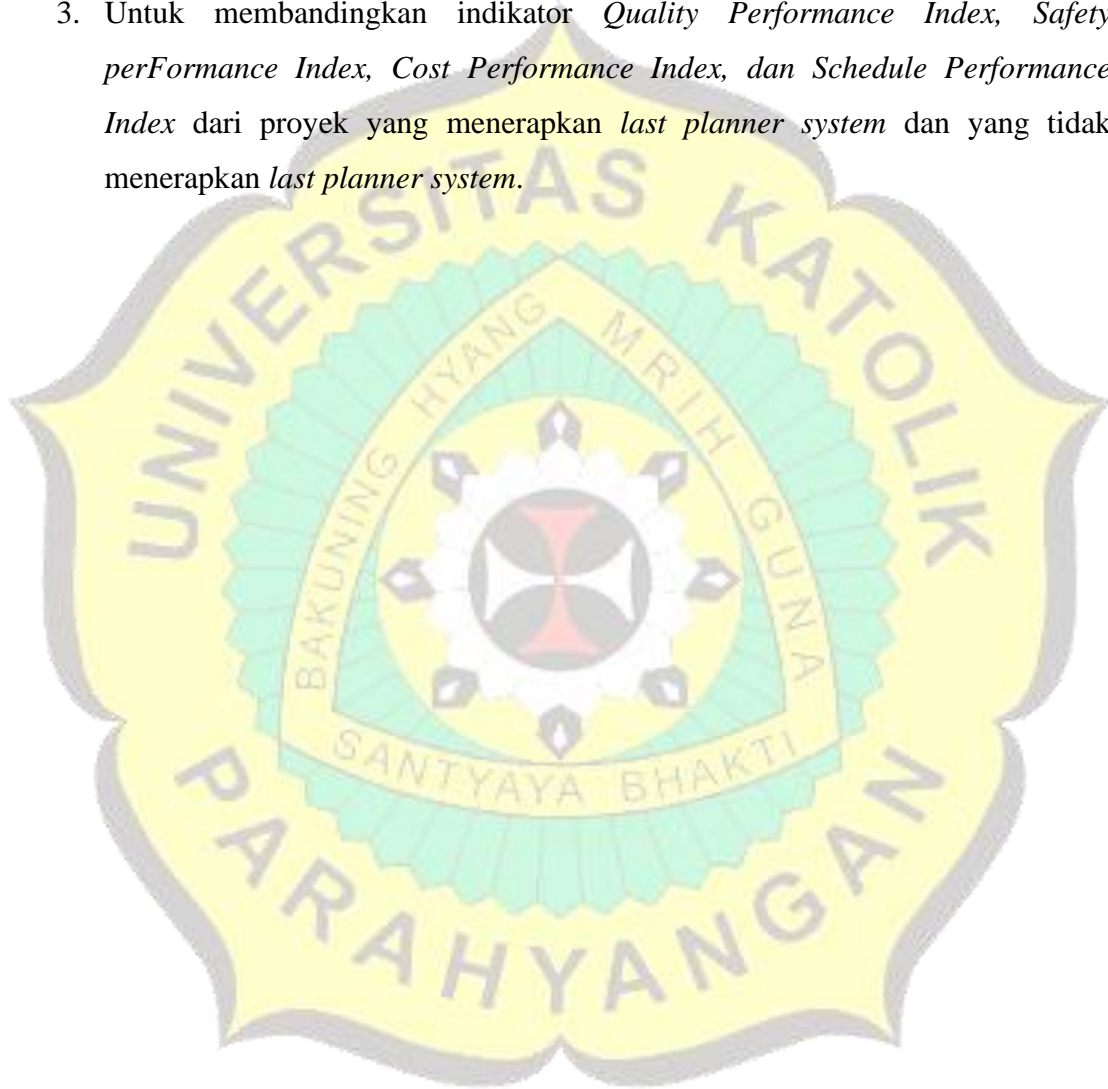 3. Untuk membandingkan indikator Quality Performance Index, Safety
perFormance Index, Cost Performance Index, dan Schedule Performance
Index dari proyek yang menerapkan last planner system dan yang tidak
menerapkan last planner system.
UNIVERSITAS KATOLIK
BAKUNING HYANG MRIH GUNA
SANTYAYA BHAKTI
PARAHYANGAN